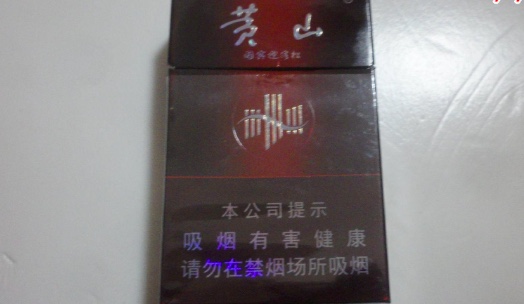 黄山
本公司提示
吸烟有害健康
请勿在禁烟场所吸烟